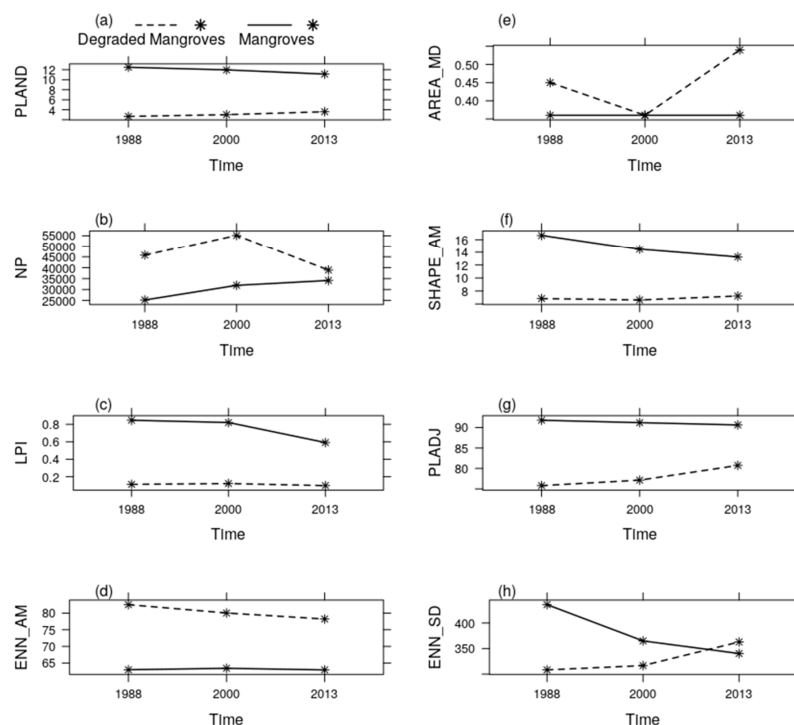 (a)
Degraded Mangroves Mangroves
PLAND
12
10
8
6
4
1988 2000 2013
Time
(b)
NP
55000
50000
45000
40000
35000
30000
25000
1988 2000 2013
Time
(c)
LPI
0.8
0.6
0.4
0.2
1988 2000 2013
Time
(d)
ENN_AM
80
75
70
65
1988 2000 2013
Time
(e)
AREA_MD
0.50
0.40
1988 2000 2013
Time
(f)
SHAPE_AM
16
14
12
10
8
1988 2000 2013
Time
(g)
PLADJ
90
85
80
1988 2000 2013
Time
(h)
ENN_SD
400
350
1988 2000 2013
Time